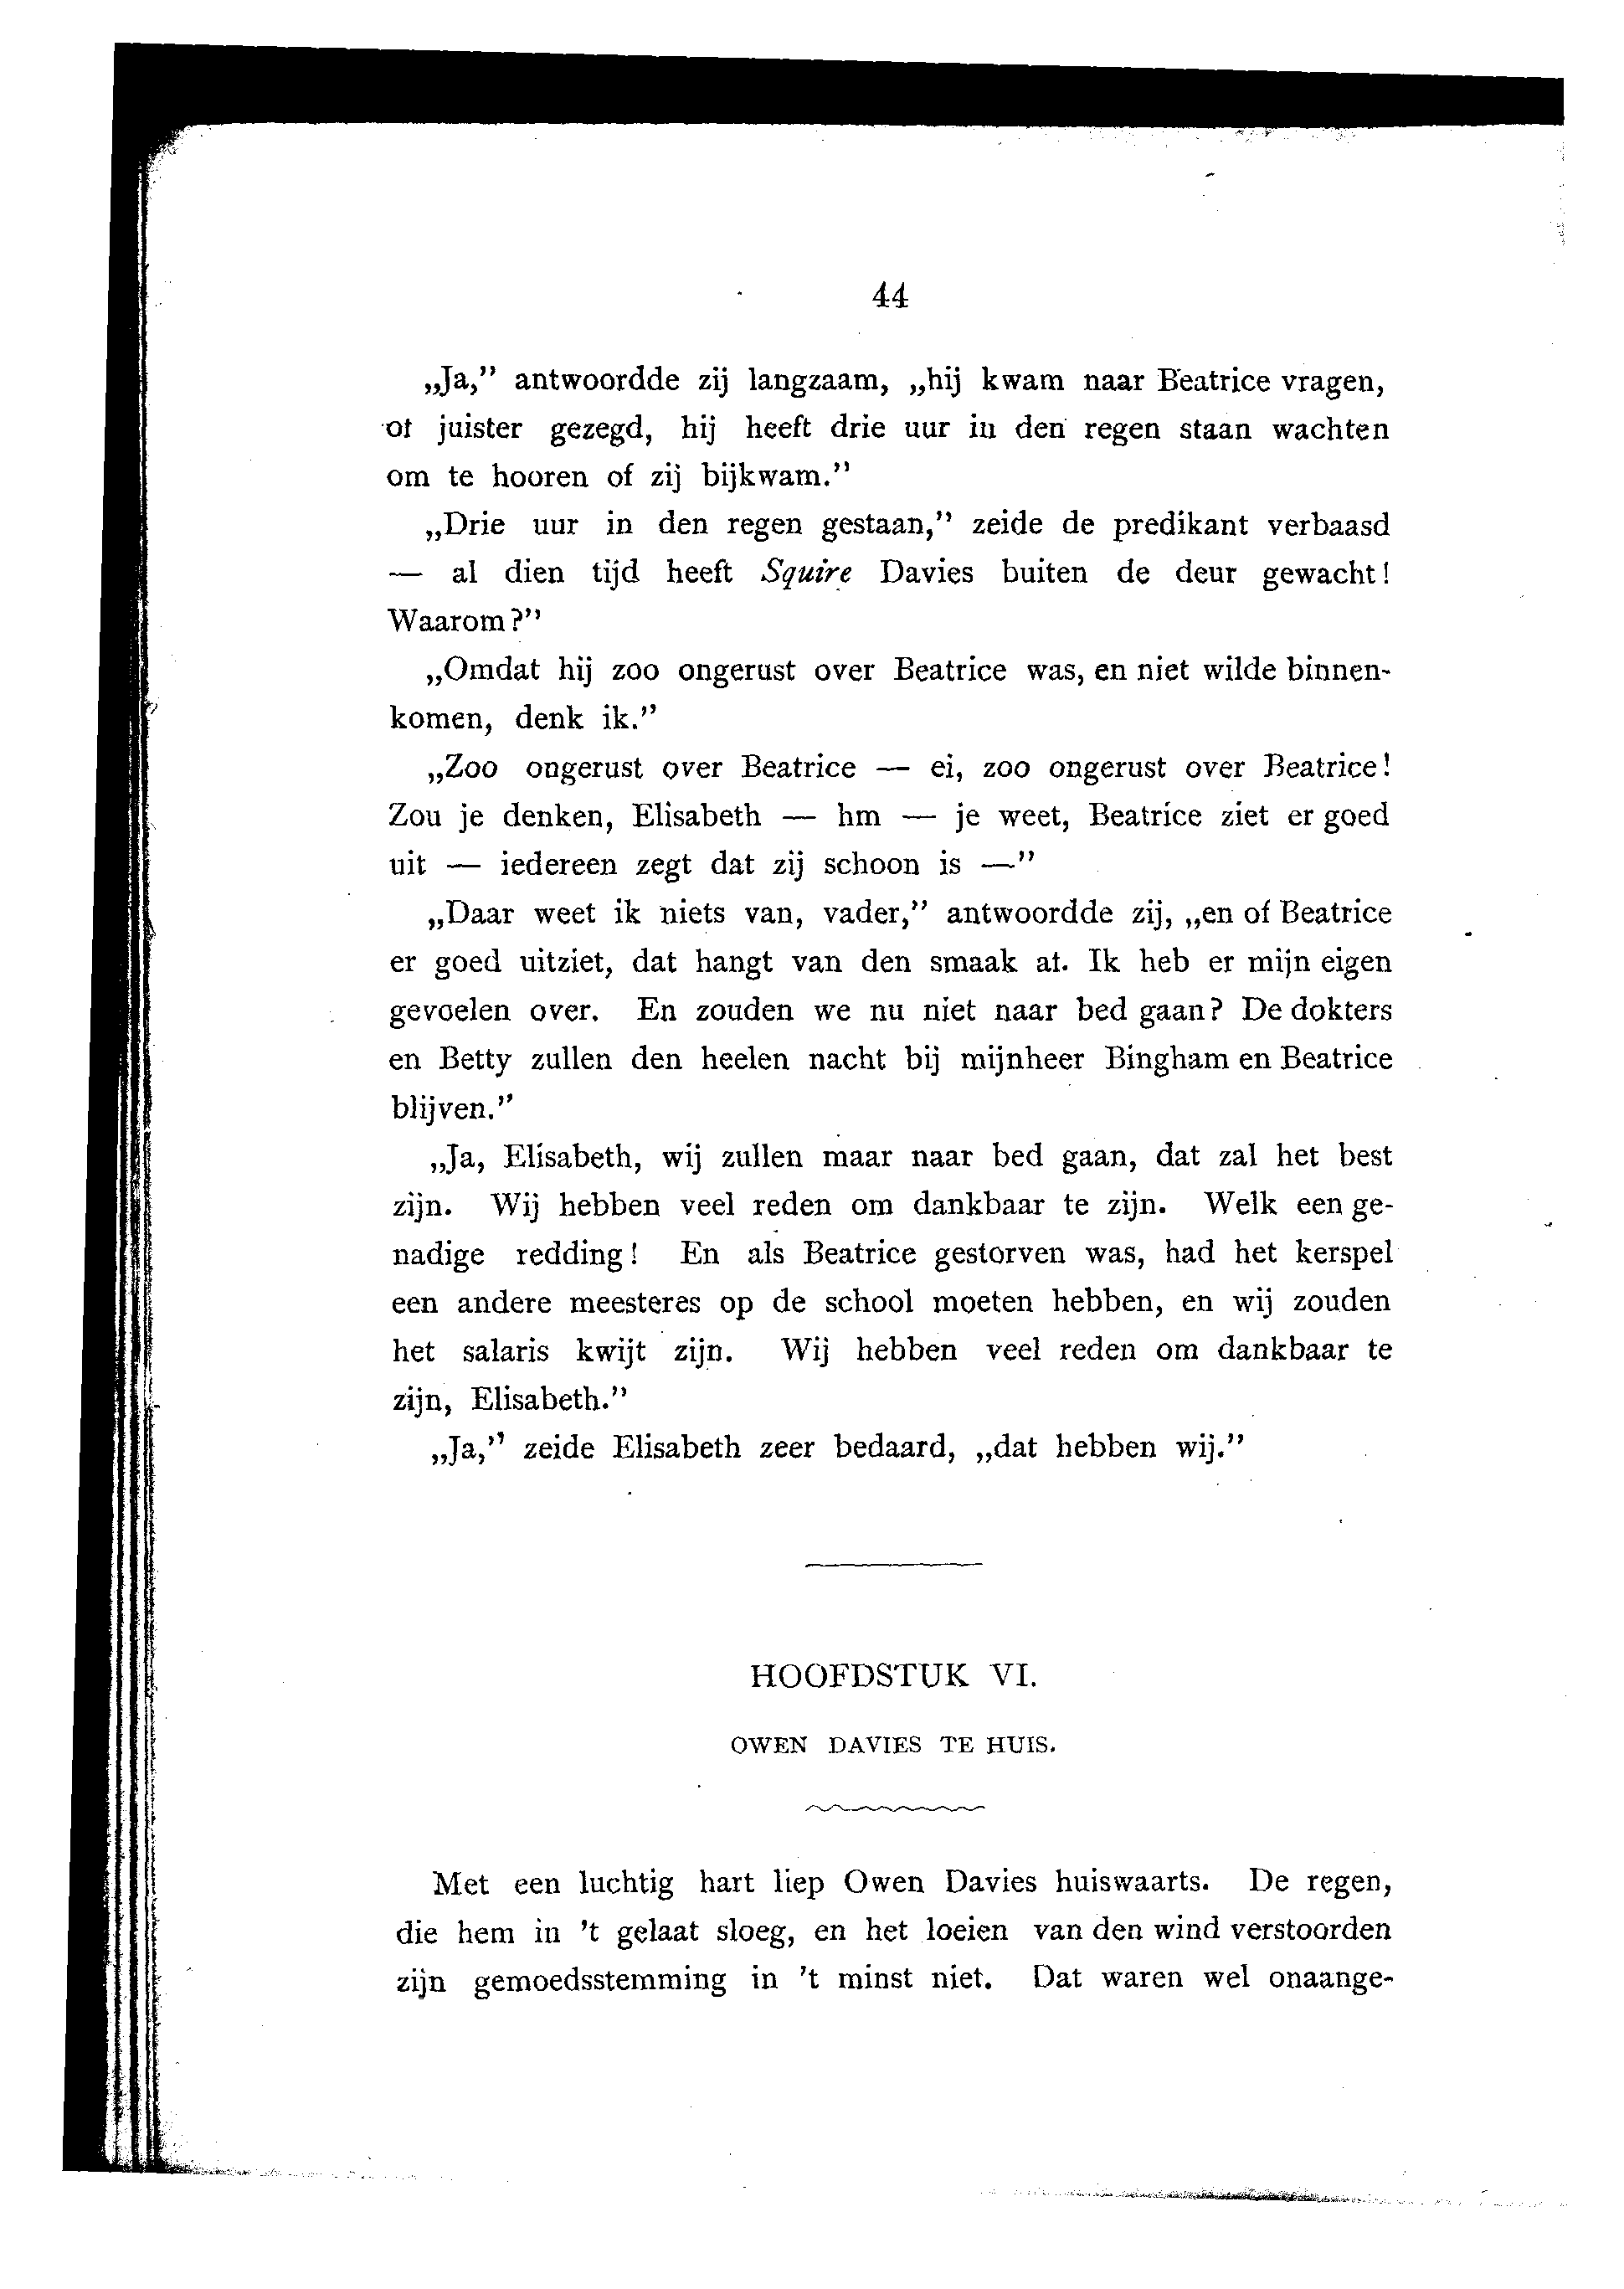 44
„Ja,” antwoordde zij langzaam, „hij kwam naar Beatrice vragen,
of juister gezegd, hij heeft drie uur in den regen staan wachten
om te hooren of zij bijkwam.”
„Drie uur in den regen gestaan,” zeide de predikant verbaasd
— al dien tijd heeft Squire Davies buiten de deur gewacht!
Waarom?”
„Omdat hij zoo ongerust over Beatrice was, en niet wilde binnen-
komen, denk ik.”
„Zoo ongerust over Beatrice — ei, zoo ongerust over Beatrice!
Zou je denken, Elisabeth — hm — je weet, Beatrice ziet er goed
uit — iedereen zegt dat zij schoon is —”
„Daar weet ik niets van, vader,” antwoordde zij, „en of Beatrice
er goed uitziet, dat hangt van den smaak af. Ik heb er mijn eigen
gevoelen over. En zouden we nu niet naar bed gaan? De dokters
en Betty zullen den heelen nacht bij mijnheer Bingham en Beatrice
blijven.”
„Ja, Elisabeth, wij zullen maar naar bed gaan, dat zal het best
zijn. Wij hebben veel reden om dankbaar te zijn. Welk een ge-
nadige redding! En als Beatrice gestorven was, had het kerspel
een andere meesteres op de school moeten hebben, en wij zouden
het salaris kwijt zijn. Wij hebben veel reden om dankbaar te
zijn, Elisabeth.”
„Ja,” zeide Elisabeth zeer bedaard, „dat hebben wij.”
HOOFDSTUK VI.
OWEN DAVIES TE HUIS.
Met een luchtig hart liep Owen Davies huiswaarts. De regen,
die hem in 't gelaat sloeg, en het loeien van den wind verstoorden
zijn gemoedsstemming in 't minst niet. Dat waren wel onaange-